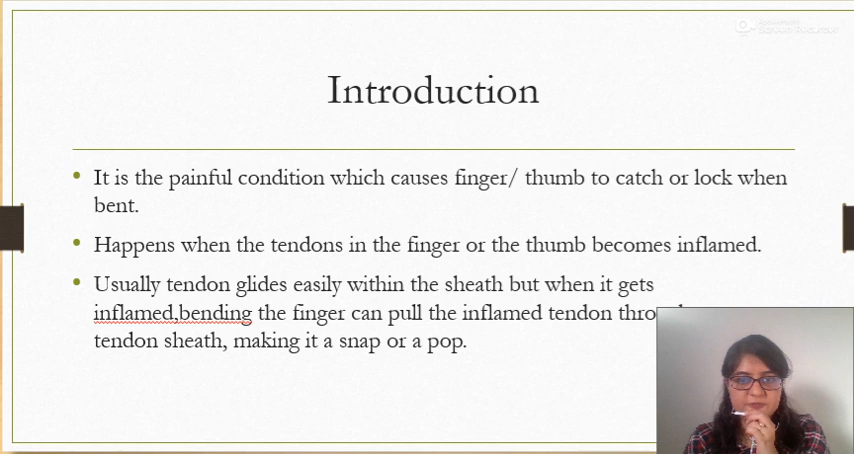 Introduction
It is the painful condition which causes finger/ thumb to catch or lock when
bent.
Happens when the tendons in the finger or the thumb becomes inflamed.
Usually tendon glides easily within the sheath but when it gets
inflamed,bending the finger can pull the inflamed tendon
tendon sheath, making it a snap or a pop.